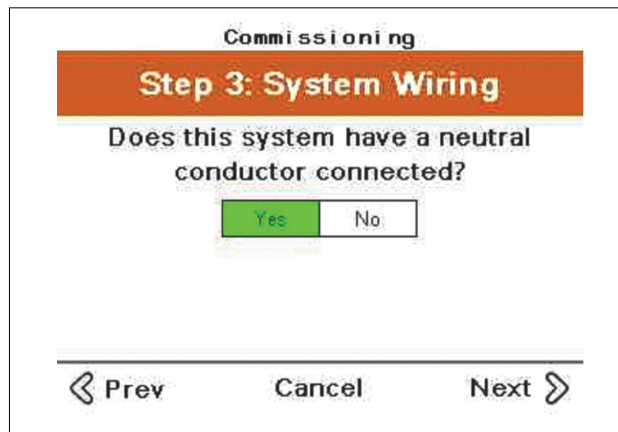 Commissioning
Step 3: System Wiring
Does this system have a neutral
conductor connected?
Yes No
Prev Cancel Next